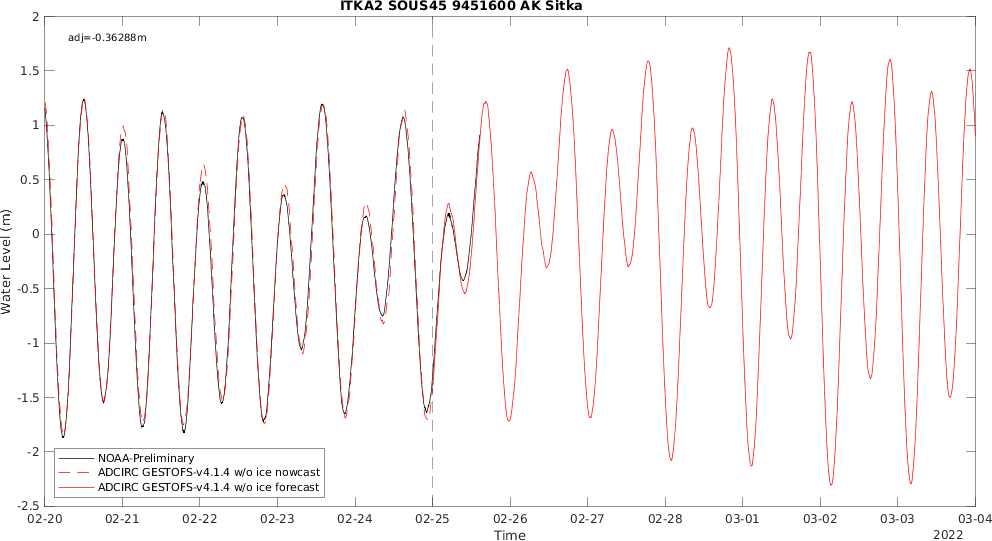 ITKA2 SOUS45 9451600 AK Sitka
adj=-0.36288m
2
1.5
1
0.5
0
-0.5
-1
-1.5
-2
-2.5
Water Level (m)
NOAA-Preliminary
ADCIRC GESTOFS-v4.1.4 w/o ice nowcast
ADCIRC GESTOFS-v4.1.4 w/o ice forecast
02-20 02-21 02-22 02-23 02-24 02-25 02-26 02-27 02-28 03-01 03-02 03-03 03-04
Time
2022